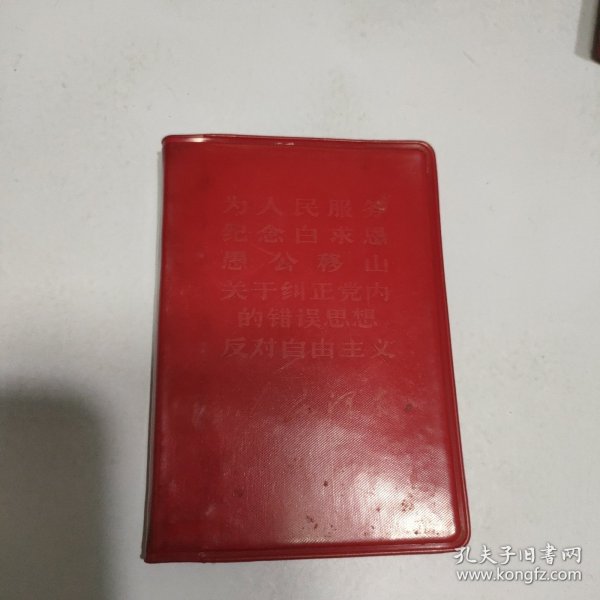 为人民服务
纪念白求恩
愚公移山
关于纠正党内
的错误思想
反对自由主义
孔夫子旧书网
www.kongfz.com